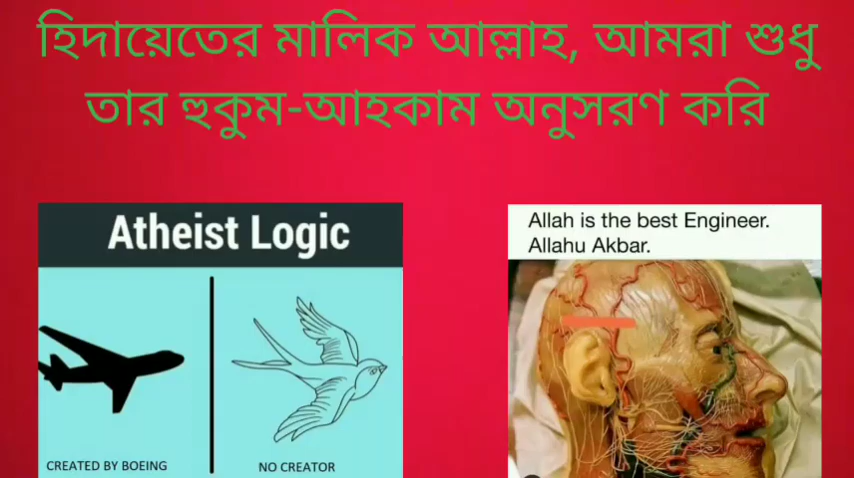 হিদায়েতের মালিক আল্লাহ, আমরা শুধু
তার হুকুম-আহকাম অনুসরণ করি
Atheist Logic
CREATED BY BOEING
NO CREATOR
Allah is the best Engineer.
Allahu Akbar.